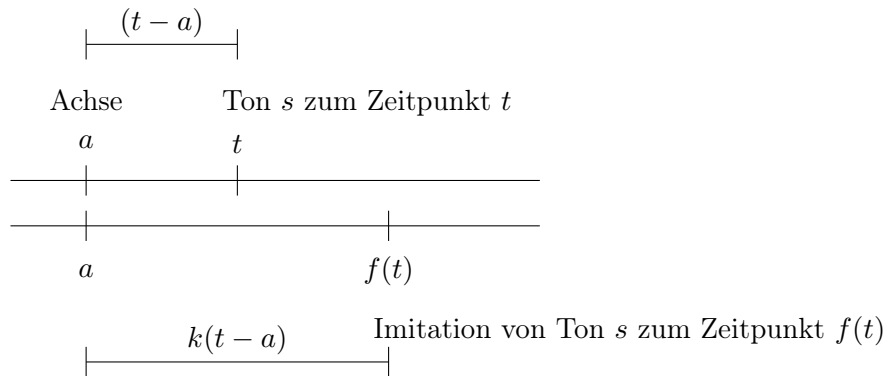 (t − a)
Achse
Ton s zum Zeitpunkt t
a
t
a
f(t)
Imitation von Ton s zum Zeitpunkt f(t)
k(t − a)